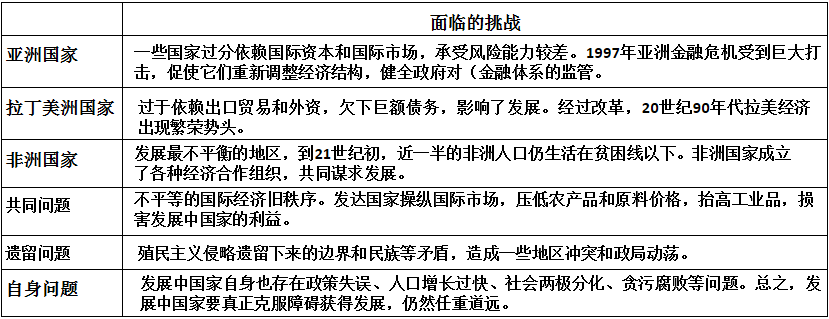 面临的挑战
亚洲国家
一些国家过分依赖国际资本和国际市场，承受风险能力较差。1997年亚洲金融危机受到巨大打
击，促使它们重新调整经济结构，健全政府对（金融体系的监管。
拉丁美洲国家
过于依赖出口贸易和外资，欠下巨额债务，影响了发展。经过改革，20世纪90年代拉美经济
出现繁荣势头。
非洲国家
发展最不平衡的地区，到21世纪初，近一半的非洲人口仍生活在贫困线以下。非洲国家成立
了各种经济合作组织，共同谋求发展。
共同问题
不平等的国际经济旧秩序。发达国家操纵国际市场，压低农产品和原料价格，抬高工业品，损
害发展中国家的利益。
遗留问题
殖民主义侵略遗留下来的边界和民族等矛盾，造成一些地区冲突和政局动荡。
自身问题
发展中国家自身也存在政策失误、人口增长过快、社会两极分化、贪污腐败等问题。总之，发
展中国家要真正克服障碍获得发展，仍然任重道远。